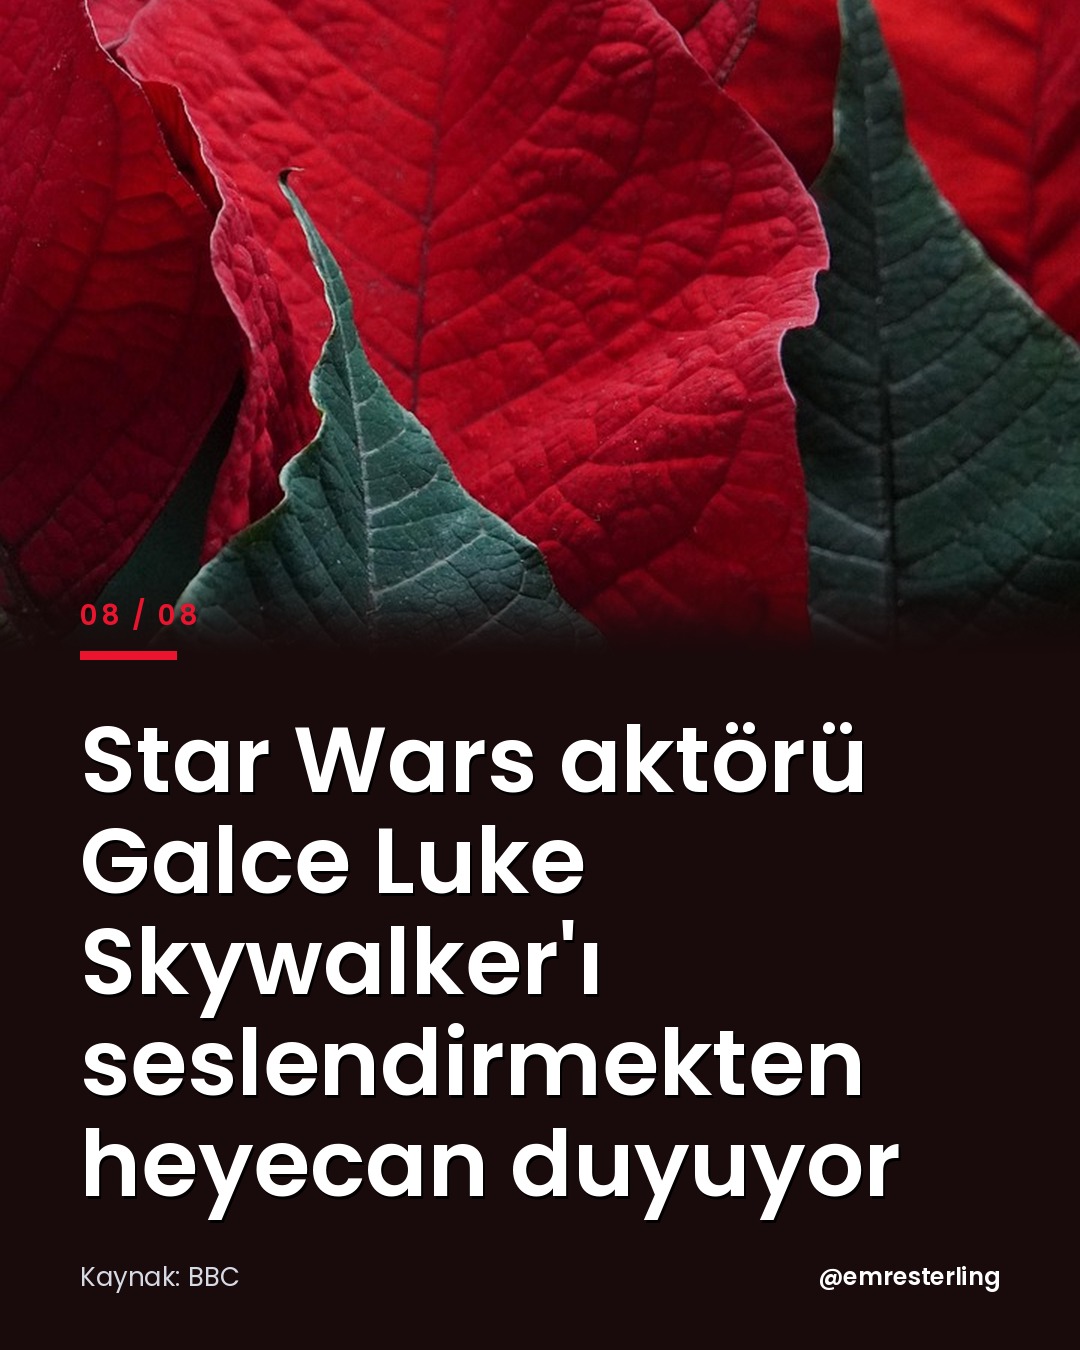 08 / 08
Star Wars aktörü
Galce Luke
Skywalker'ı
seslendirmekten
heyecan duyuyor
Kaynak: BBC
@emresterling